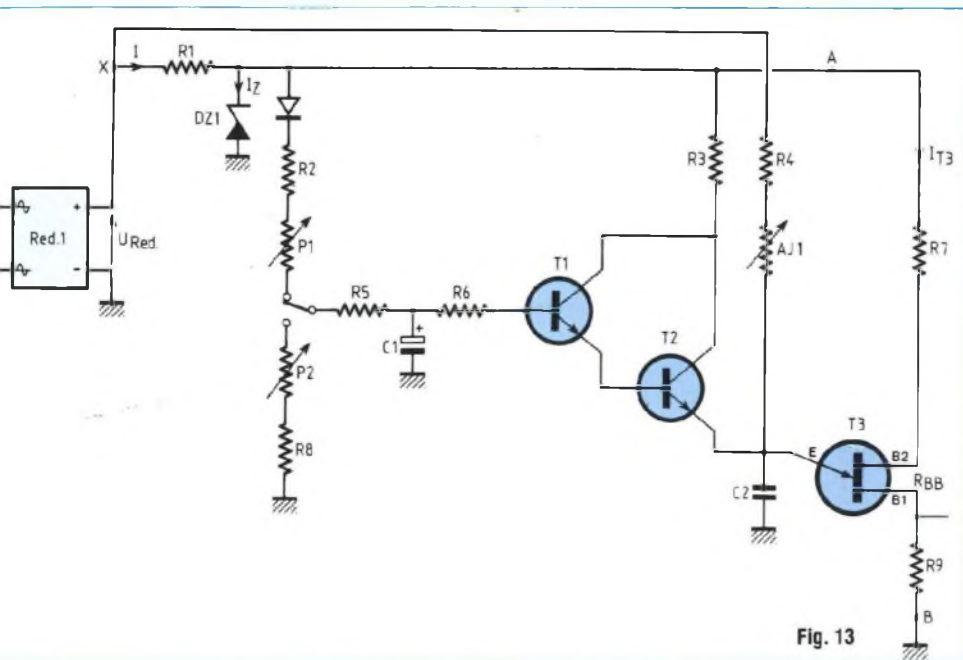 X
I
R1
A
IZ
DZ1
R2
R3
R4
IT3
Red.1
+
-
URed.
P1
AJ1
R7
T1
R5
R6
+
C1
T2
P2
T3
E
B2
RBB
B1
R8
C2
R9
B
Fig. 13